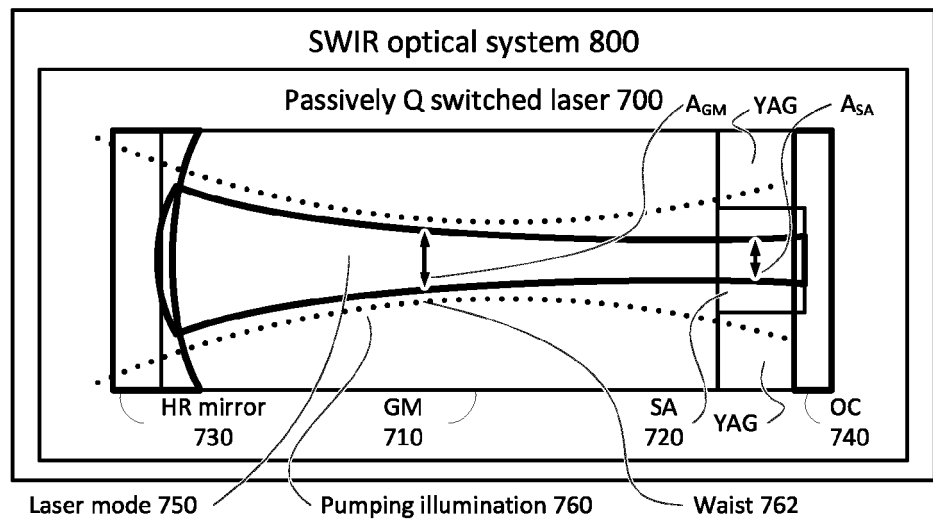 SWIR optical system 800
Passively Q switched laser 700
A_GM
YAG
A_SA
HR mirror
730
GM
710
SA
720
YAG
OC
740
Laser mode 750
Pumping illumination 760
Waist 762